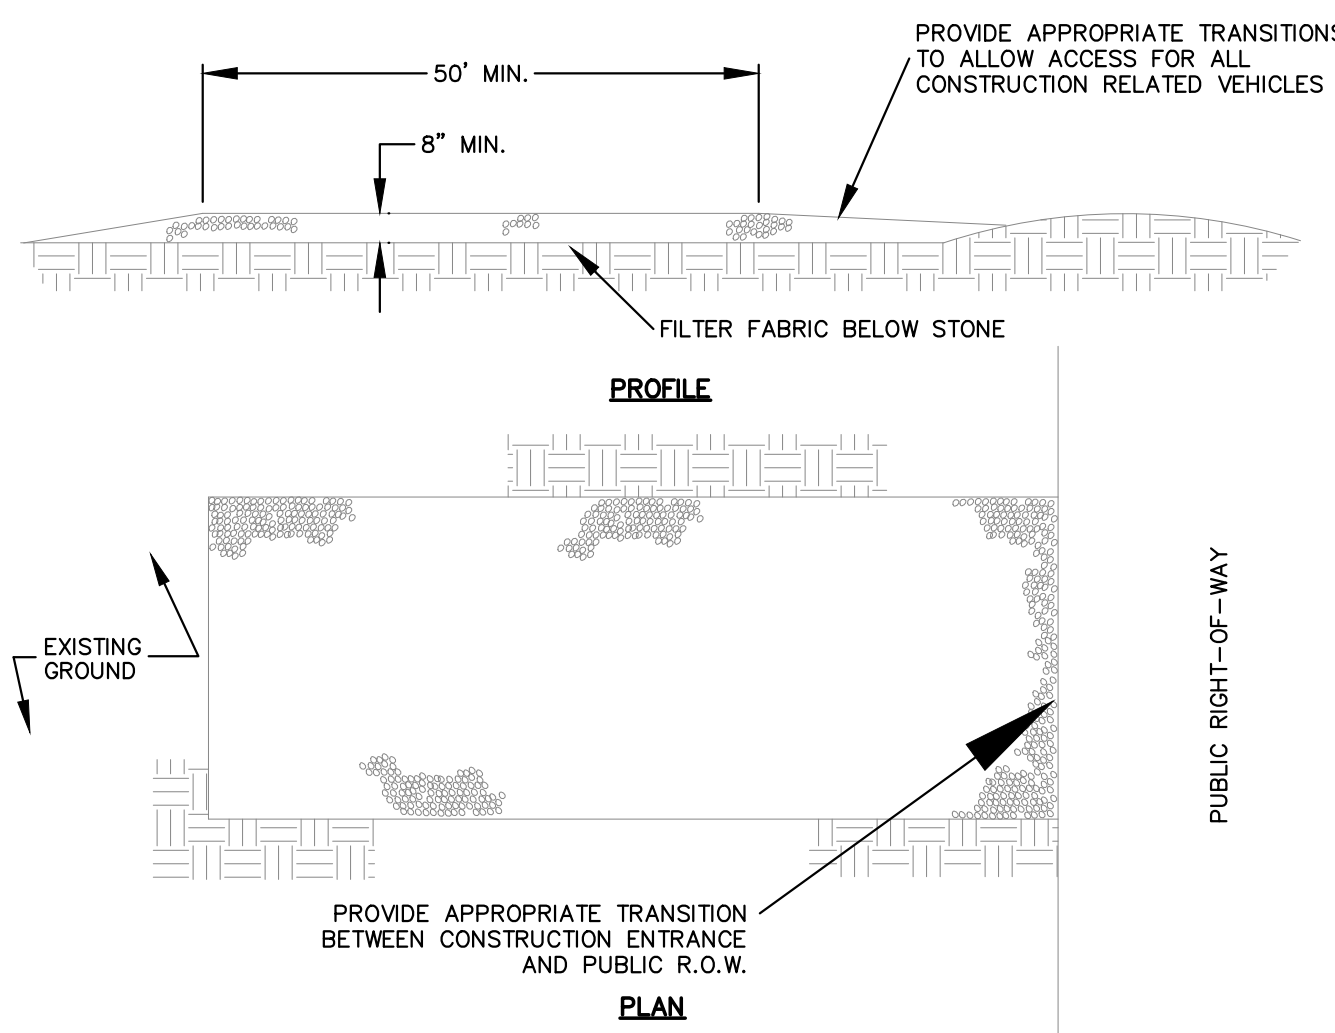 PROVIDE APPROPRIATE TRANSITIONS
TO ALLOW ACCESS FOR ALL
CONSTRUCTION RELATED VEHICLES
50' MIN.
8" MIN.
FILTER FABRIC BELOW STONE
PROFILE
EXISTING
GROUND
PUBLIC RIGHT-OF-WAY
PROVIDE APPROPRIATE TRANSITION
BETWEEN CONSTRUCTION ENTRANCE
AND PUBLIC R.O.W.
PLAN